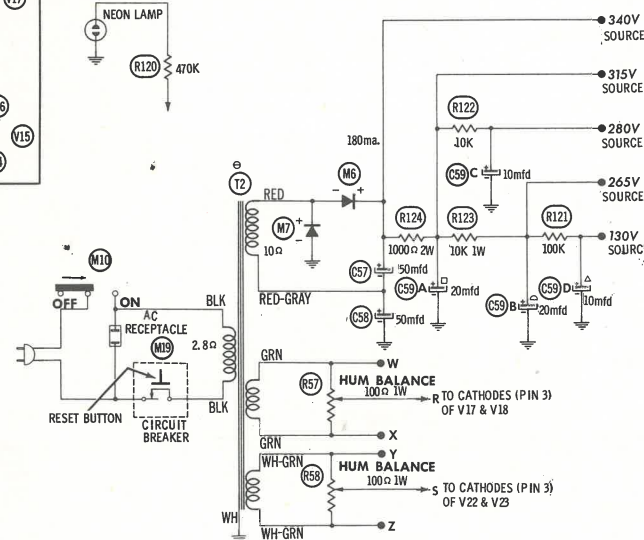 V17
NEON LAMP
R120 470K
6
V15
4
340V
SOURCE
315V
SOURCE
R122
10K
280V
SOURCE
180ma.
C59 C 10mfd
T2
RED
M6
- +
265V
SOURCE
M7
+
-
10Ω
R124
1000Ω 2W
R123
10K 1W
R121
100K
130V
SOURC
M10
OFF
ON
C57 50mfd
RED-GRAY
C59 A 20mfd
C59 B 20mfd
C59 D 10mfd
C58 50mfd
BLK
AC
RECEPTACLE
M19
2.8Ω
BLK
RESET BUTTON
CIRCUIT
BREAKER
GRN
W
R57
HUM BALANCE
100Ω 1W
R TO CATHODES (PIN 3)
OF V17 & V18
GRN
X
WH-GRN
Y
R58
HUM BALANCE
100Ω 1W
S TO CATHODES (PIN 3)
OF V22 & V23
WH
WH-GRN
Z